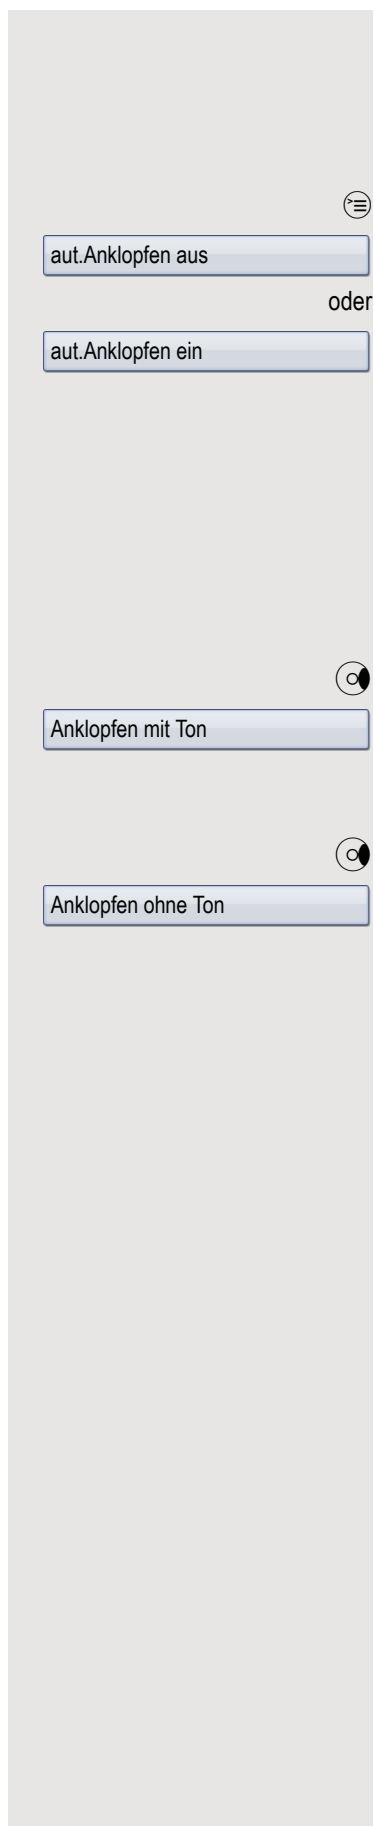 aut.Anklopfen aus
oder
aut.Anklopfen ein
Anklopfen mit Ton
Anklopfen ohne Ton